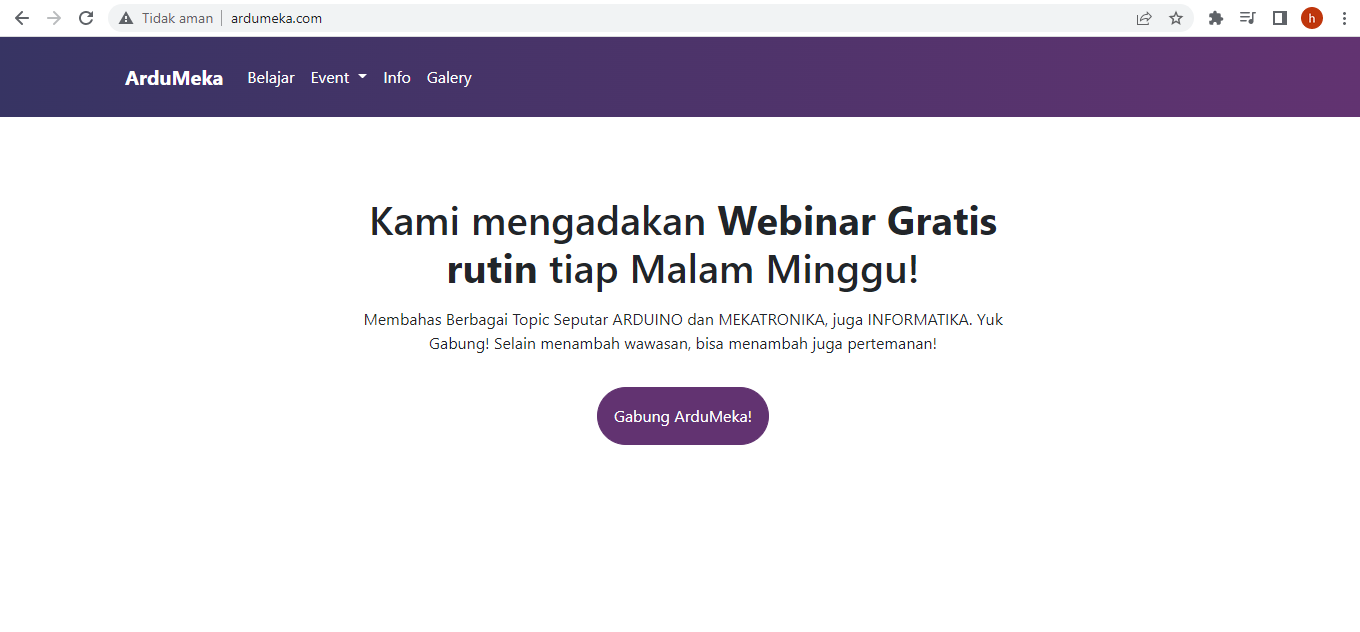 Tidak aman | ardumeka.com
h
ArduMeka Belajar Event Info Galery
Kami mengadakan Webinar Gratis
rutin tiap Malam Minggu!
Membahas Berbagai Topic Seputar ARDUINO dan MEKATRONIKA, juga INFORMATIKA. Yuk
Gabung! Selain menambah wawasan, bisa menambah juga pertemanan!
Gabung ArduMeka!